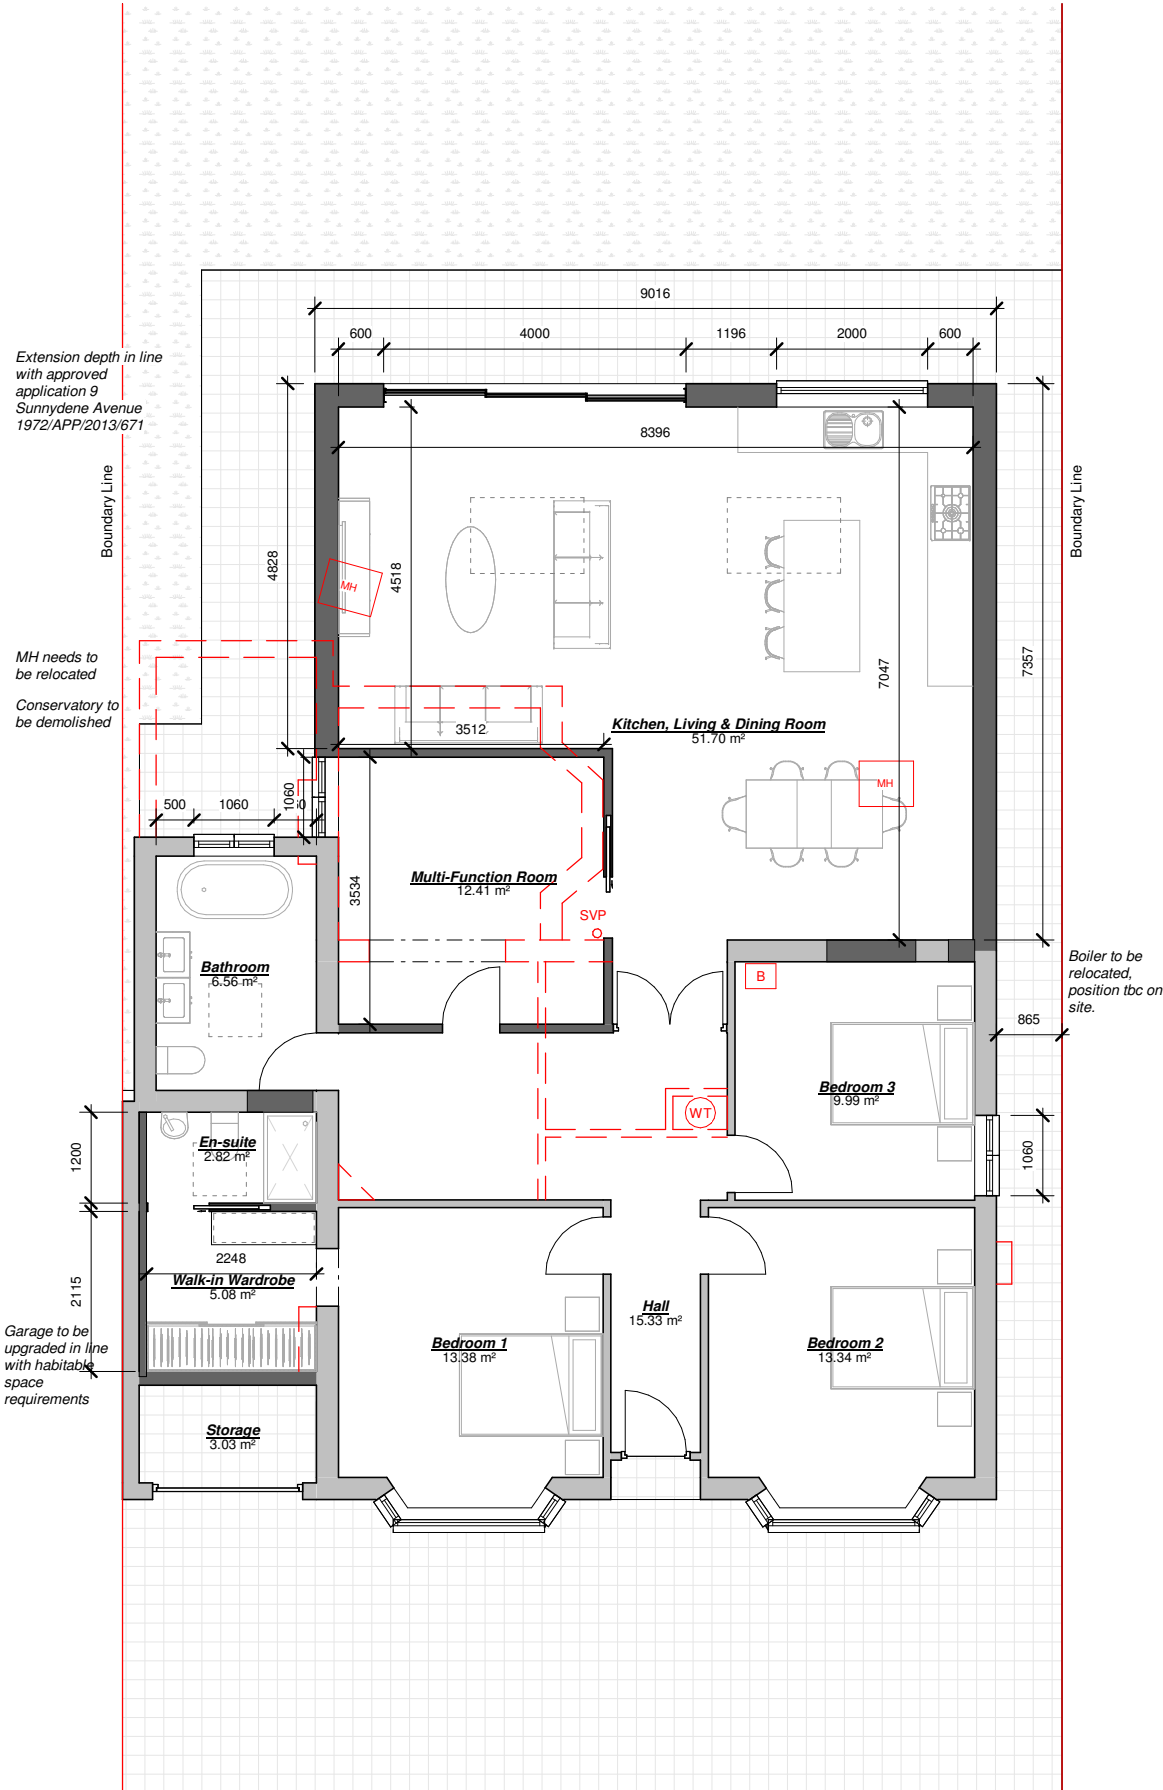 9016
600
4000
1196
2000
600
Extension depth in line
with approved
application 9
Sunnydene Avenue
1972/APP/2013/671
8396
Boundary Line
Boundary Line
4828
4518
MH
7047
7357
MH needs to
be relocated
Conservatory to
be demolished
3512
Kitchen, Living & Dining Room
51.70 m²
MH
500
1060
1060
3534
Multi-Function Room
12.41 m²
SVP
Bathroom
6.56 m²
B
Boiler to be
relocated,
position tbc on
site.
865
Bedroom 3
9.99 m²
WT
1200
En-suite
2.82 m²
1060
2248
Walk-in Wardrobe
5.08 m²
2115
Hall
15.33 m²
Garage to be
upgraded in line
with habitable
space
requirements
Bedroom 1
13.38 m²
Bedroom 2
13.34 m²
Storage
3.03 m²